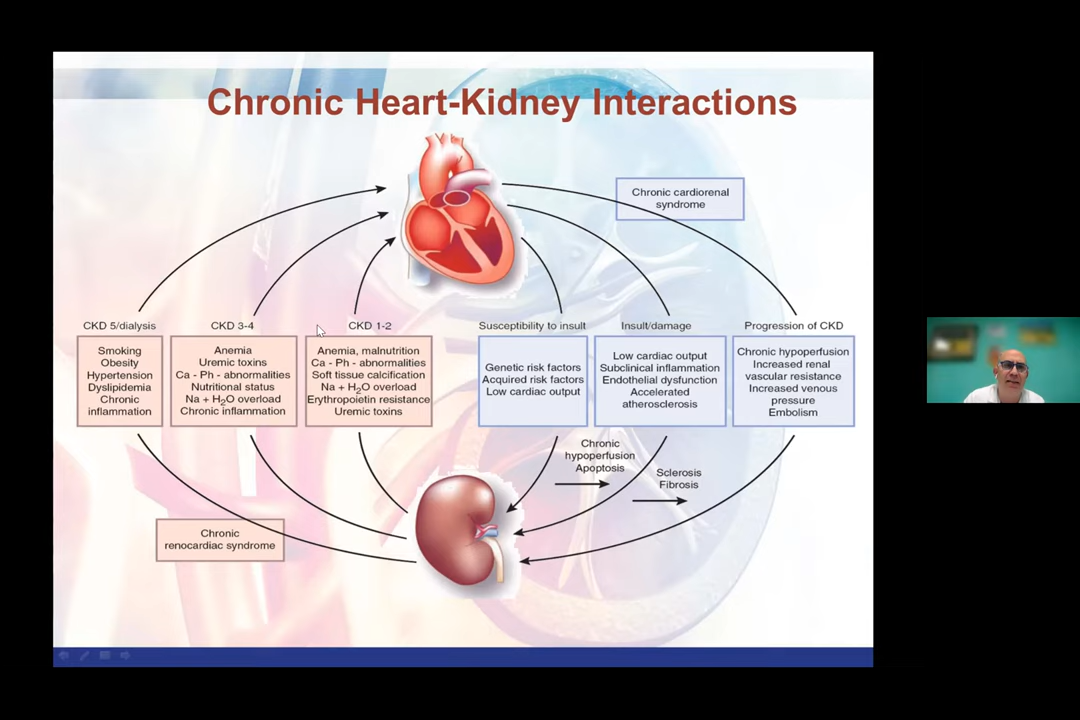 Chronic Heart-Kidney Interactions
Chronic cardiorenal
syndrome
CKD 5/dialysis
Smoking
Obesity
Hypertension
Dyslipidemia
Chronic
inflammation
CKD 3-4
Anemia
Uremic toxins
Ca - Ph - abnormalities
Nutritional status
Na + H₂O overload
Chronic inflammation
CKD 1-2
Anemia, malnutrition
Ca - Ph - abnormalities
Soft tissue calcification
Na + H₂O overload
Erythropoietin resistance
Uremic toxins
Susceptibility to insult
Genetic risk factors
Acquired risk factors
Low cardiac output
Insult/damage
Low cardiac output
Subclinical inflammation
Endothelial dysfunction
Accelerated
atherosclerosis
Progression of CKD
Chronic hypoperfusion
Increased renal
vascular resistance
Increased venous
pressure
Embolism
Chronic
hypoperfusion
Apoptosis
Sclerosis
Fibrosis
Chronic
renocardiac syndrome